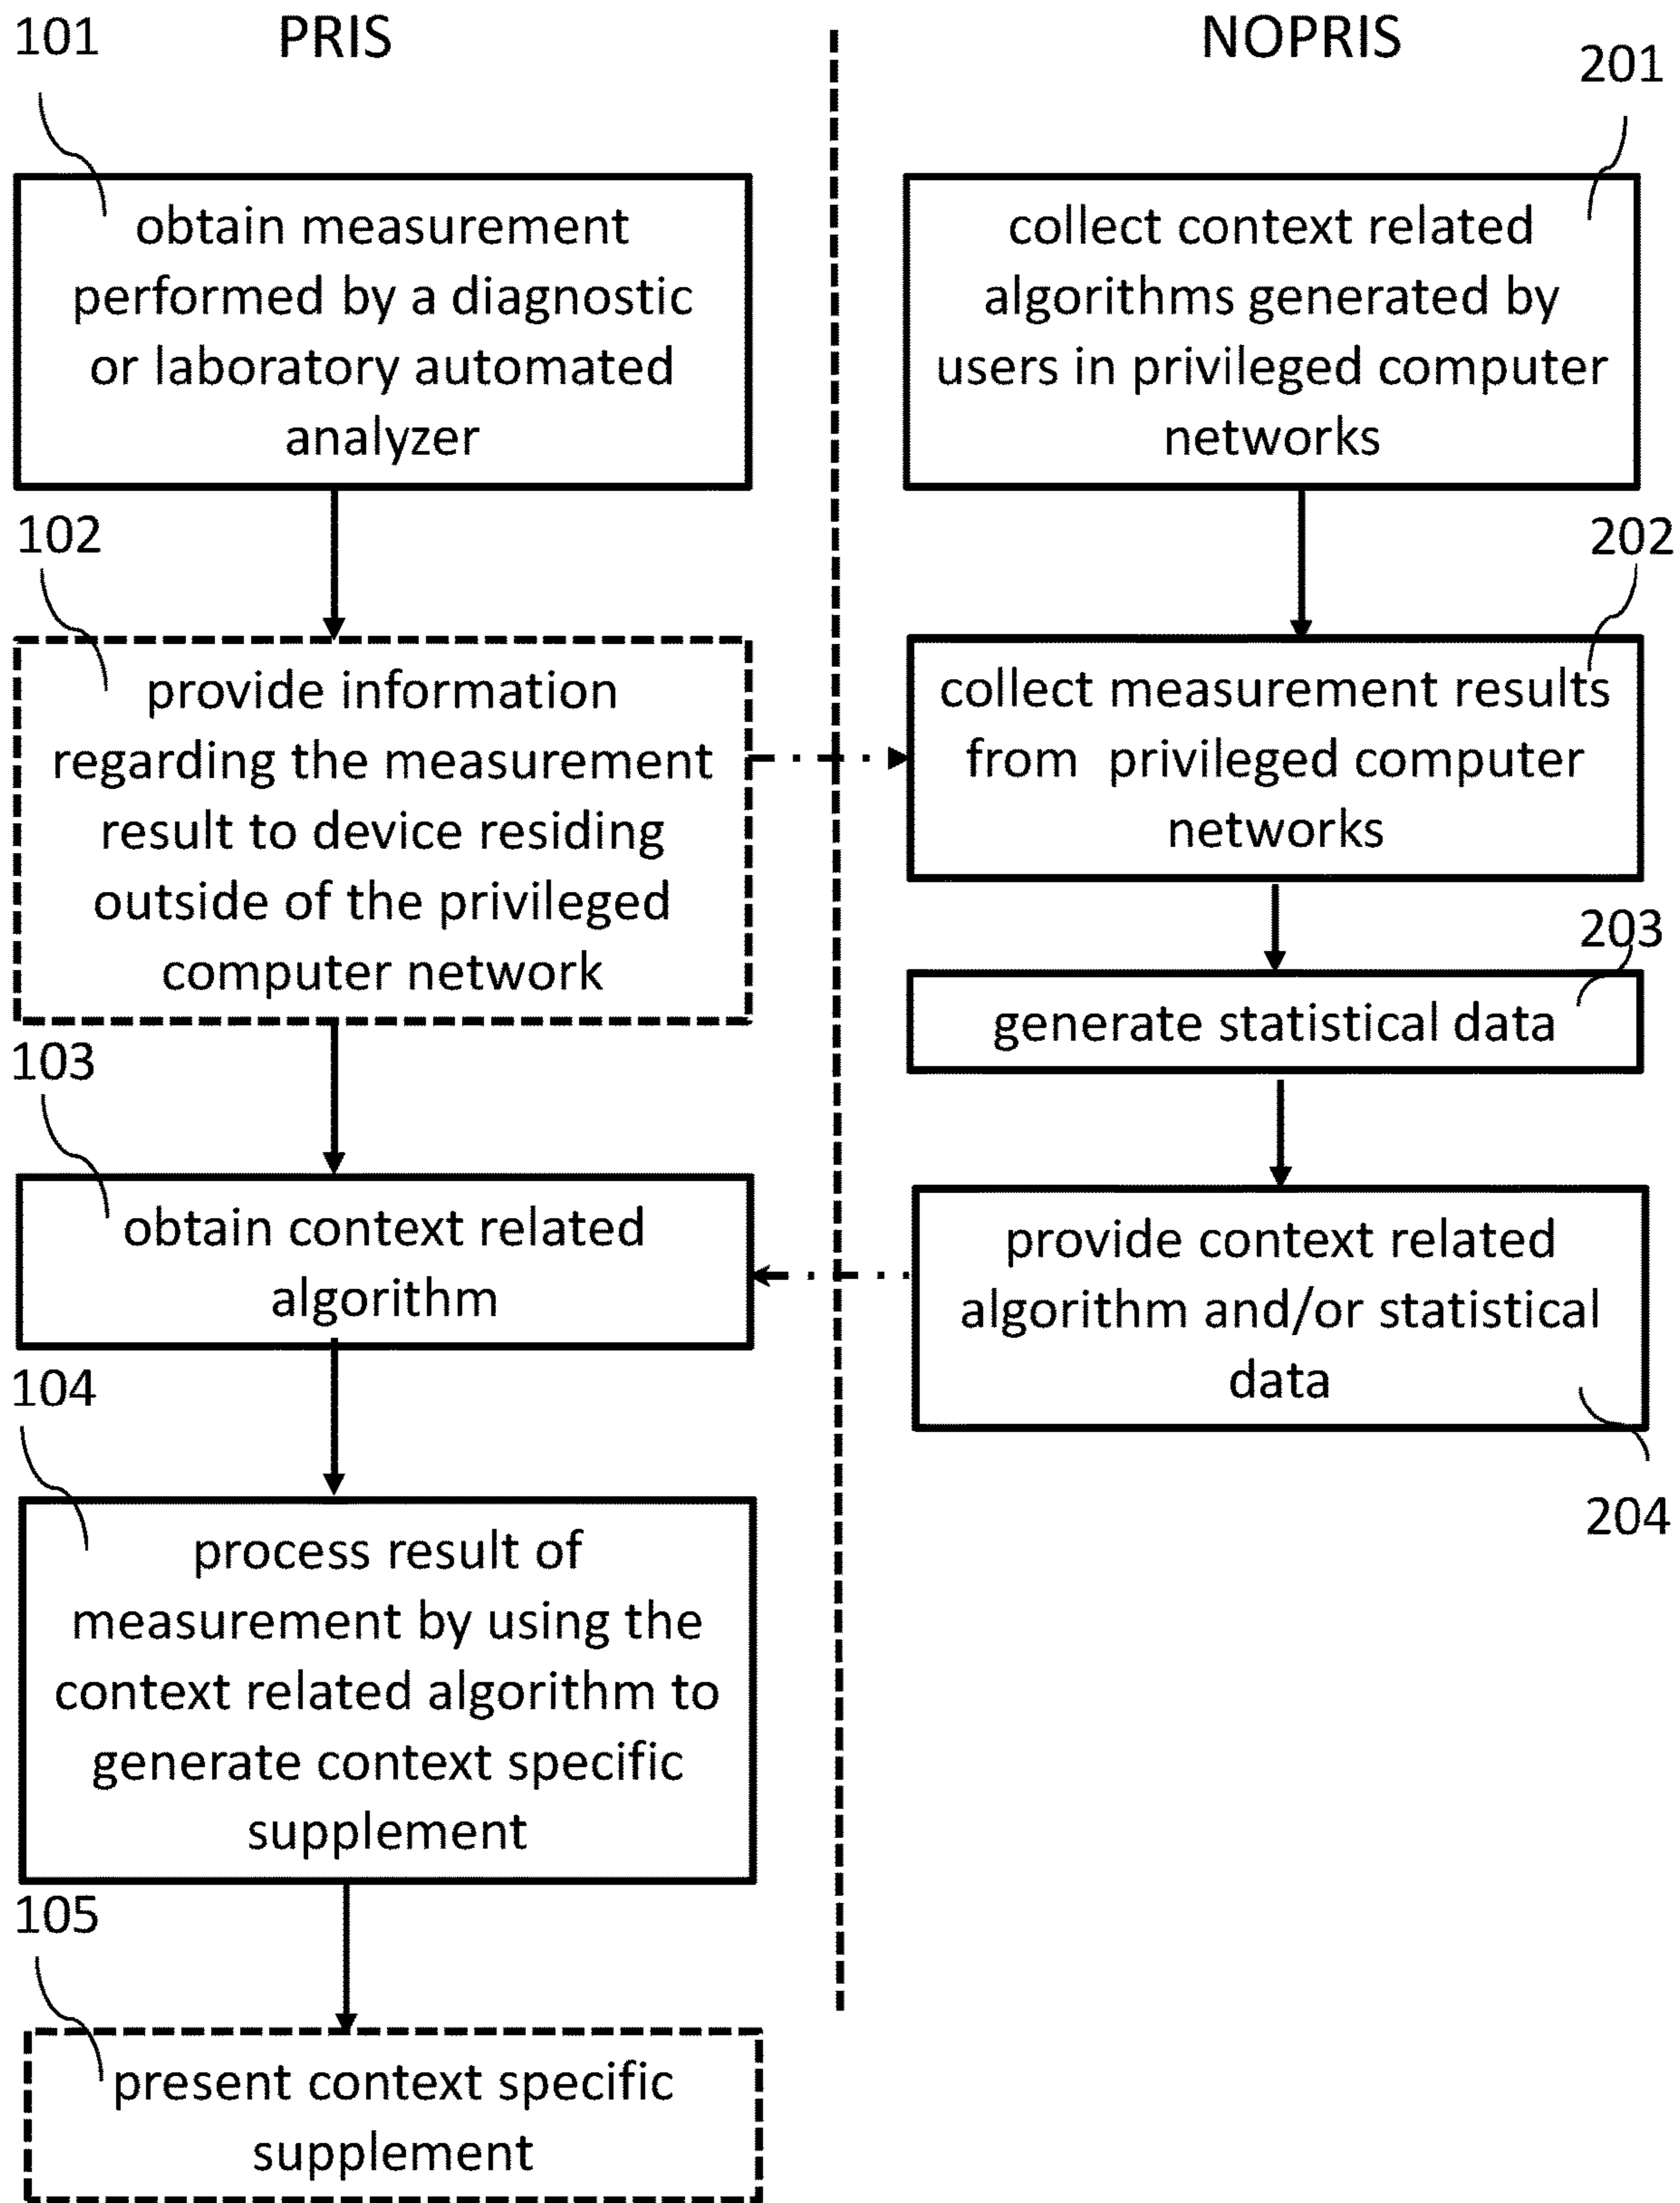 PRIS
101
obtain measurement
performed by a diagnostic
or laboratory automated
analyzer
102
provide information
regarding the measurement
result to device residing
outside of the privileged
computer network
103
obtain context related
algorithm
104
process result of
measurement by using the
context related algorithm to
generate context specific
supplement
105
present context specific
supplement
NOPRIS
201
collect context related
algorithms generated by
users in privileged computer
networks
202
collect measurement results
from privileged computer
networks
203
generate statistical data
provide context related
algorithm and/or statistical
data
204